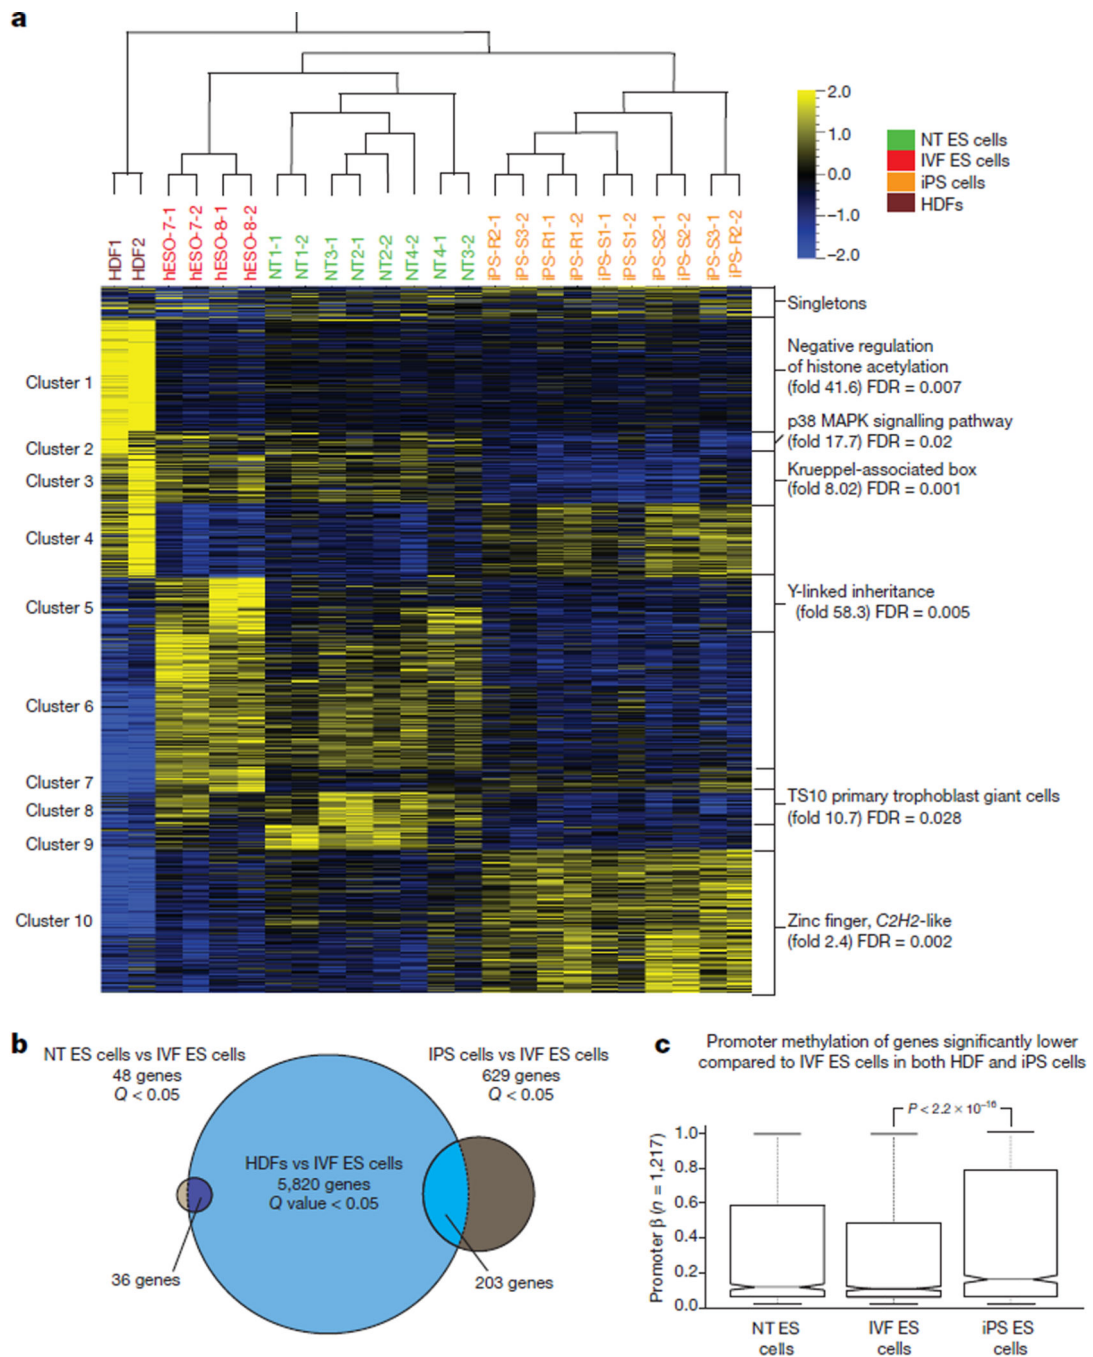 a
2.0
1.0
0.0
–1.0
–2.0
NT ES cells
IVF ES cells
iPS cells
HDFs
HDF1
HDF2
hESO-7-1
hESO-7-2
hESO-8-1
hESO-8-2
NT1-1
NT1-2
NT3-1
NT2-1
NT2-2
NT4-2
NT4-1
NT3-2
iPS-R2-1
iPS-S3-2
iPS-R1-1
iPS-R1-2
iPS-S1-1
iPS-S1-2
iPS-S2-1
iPS-S2-2
iPS-S3-1
iPS-R2-2
Cluster 1
Cluster 2
Cluster 3
Cluster 4
Cluster 5
Cluster 6
Cluster 7
Cluster 8
Cluster 9
Cluster 10
Singletons
Negative regulation
of histone acetylation
(fold 41.6) FDR = 0.007
p38 MAPK signalling pathway
(fold 17.7) FDR = 0.02
Krueppel-associated box
(fold 8.02) FDR = 0.001
Y-linked inheritance
(fold 58.3) FDR = 0.005
TS10 primary trophoblast giant cells
(fold 10.7) FDR = 0.028
Zinc finger, C2H2-like
(fold 2.4) FDR = 0.002
b
NT ES cells vs IVF ES cells
48 genes
Q < 0.05
IPS cells vs IVF ES cells
629 genes
Q < 0.05
HDFs vs IVF ES cells
5,820 genes
Q value < 0.05
36 genes
203 genes
c
Promoter methylation of genes significantly lower
compared to IVF ES cells in both HDF and iPS cells
P < 2.2 × 10⁻¹⁶
Promoter β (n = 1,217)
1.0
0.8
0.6
0.4
0.2
0.0
NT ES
cells
IVF ES
cells
iPS ES
cells